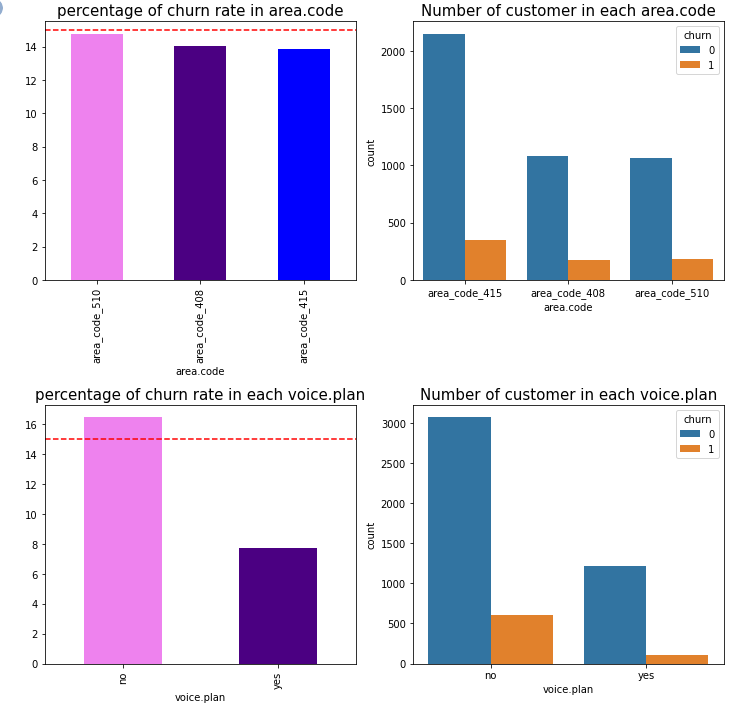 percentage of churn rate in area.code
14
12
10
8
6
4
2
0
area_code_510
area_code_408
area_code_415
area.code
Number of customer in each area.code
churn
0
1
2000
1500
1000
500
0
count
area_code_415
area_code_408
area_code_510
area.code
percentage of churn rate in each voice.plan
16
14
12
10
8
6
4
2
0
no
yes
voice.plan
Number of customer in each voice.plan
churn
0
1
3000
2500
2000
1500
1000
500
0
count
no
yes
voice.plan